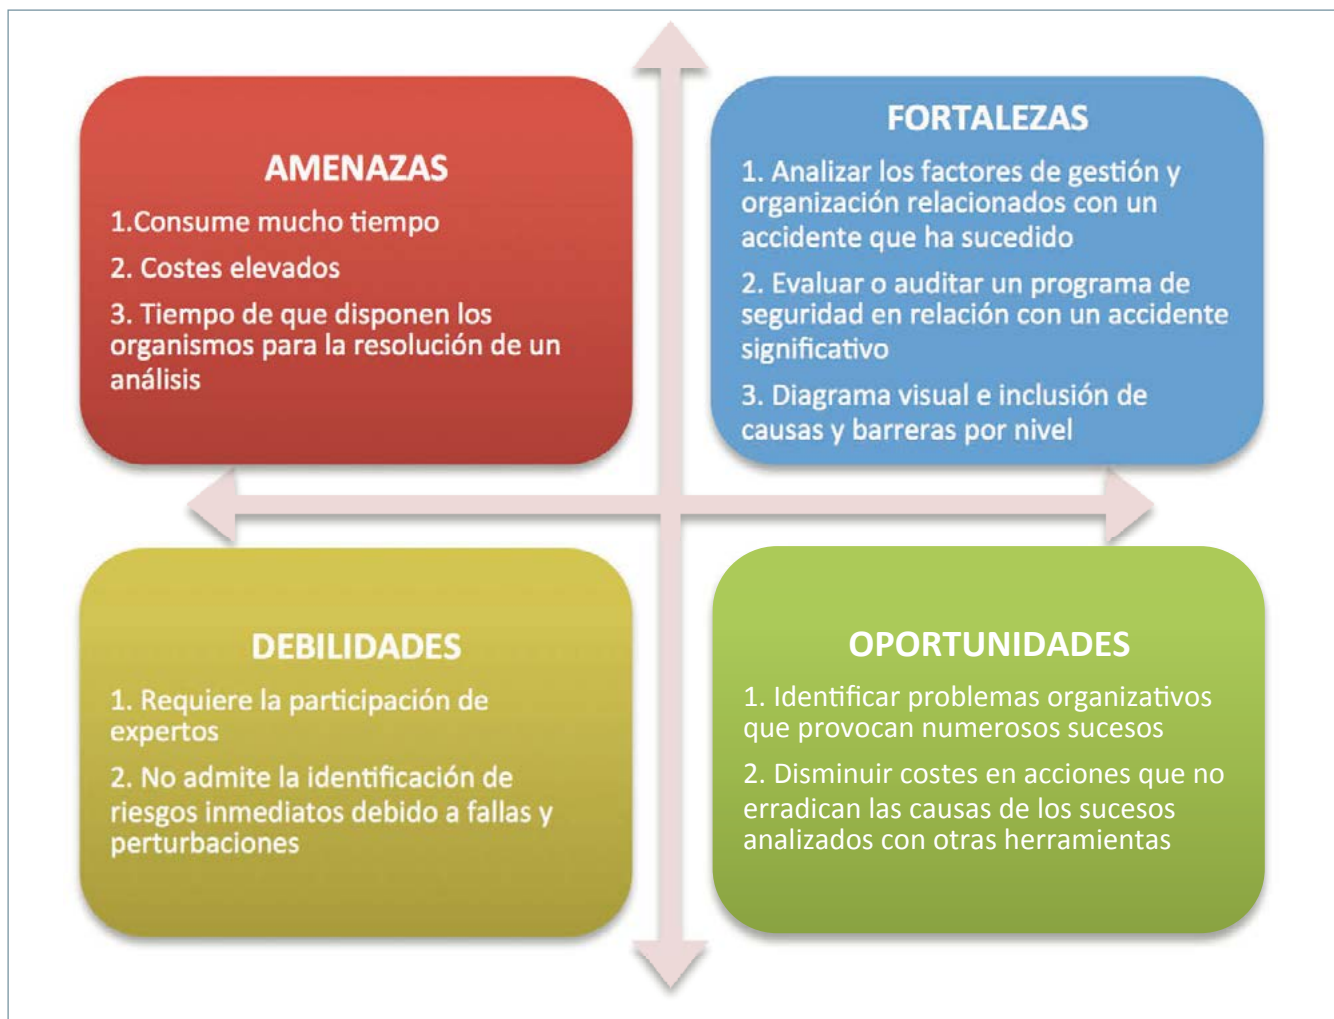 AMENAZAS
1.Consume mucho tiempo
2. Costes elevados
3. Tiempo de que disponen los
organismos para la resolución de un
análisis
FORTALEZAS
1. Analizar los factores de gestión y
organización relacionados con un
accidente que ha sucedido
2. Evaluar o auditar un programa de
seguridad en relación con un accidente
significativo
3. Diagrama visual e inclusión de
causas y barreras por nivel
DEBILIDADES
1. Requiere la participación de
expertos
2. No admite la identificación de
riesgos inmediatos debido a fallas y
perturbaciones
OPORTUNIDADES
1. Identificar problemas organizativos
que provocan numerosos sucesos
2. Disminuir costes en acciones que no
erradican las causas de los sucesos
analizados con otras herramientas